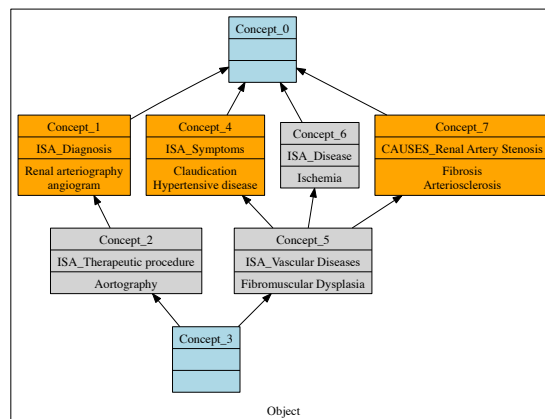 Concept_0
Concept_1
ISA_Diagnosis
Renal arteriography
angiogram
Concept_4
ISA_Symptoms
Claudication
Hypertensive disease
Concept_6
ISA_Disease
Ischemia
Concept_7
CAUSES_Renal Artery Stenosis
Fibrosis
Arteriosclerosis
Concept_2
ISA_Therapeutic procedure
Aortography
Concept_5
ISA_Vascular Diseases
Fibromuscular Dysplasia
Concept_3
Object